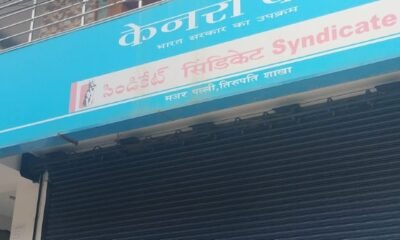 केनरा
भारत सरकार का उपक्रम
సిండికేట్ सिंडिकेट Syndicate
तिरुपति शाखा